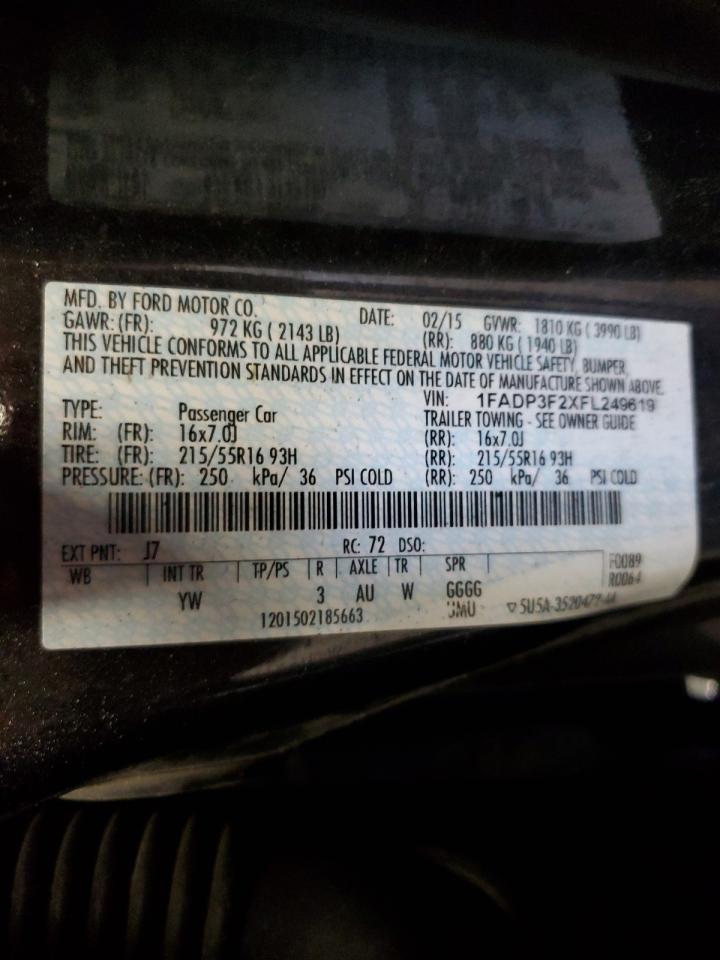 MFD. BY FORD MOTOR CO. DATE: 02/15 GVWR: 1810 KG ( 3990 LB)
GAWR: (FR): 972 KG ( 2143 LB) (RR): 880 KG ( 1940 LB)
THIS VEHICLE CONFORMS TO ALL APPLICABLE FEDERAL MOTOR VEHICLE SAFETY, BUMPER,
AND THEFT PREVENTION STANDARDS IN EFFECT ON THE DATE OF MANUFACTURE SHOWN ABOVE.
VIN: 1FADP3F2XFL249619
TYPE: Passenger Car TRAILER TOWING - SEE OWNER GUIDE
RIM: (FR): 16x7.0J (RR): 16x7.0J
TIRE: (FR): 215/55R16 93H (RR): 215/55R16 93H
PRESSURE: (FR): 250 kPa/ 36 PSI COLD (RR): 250 kPa/ 36 PSI COLD
EXT PNT: J7 RC: 72 DSO:
WB | INT TR | TP/PS | R | AXLE | TR | SPR | F0089
R0064
YW 3 AU W GGGG
UMU
1201502185663